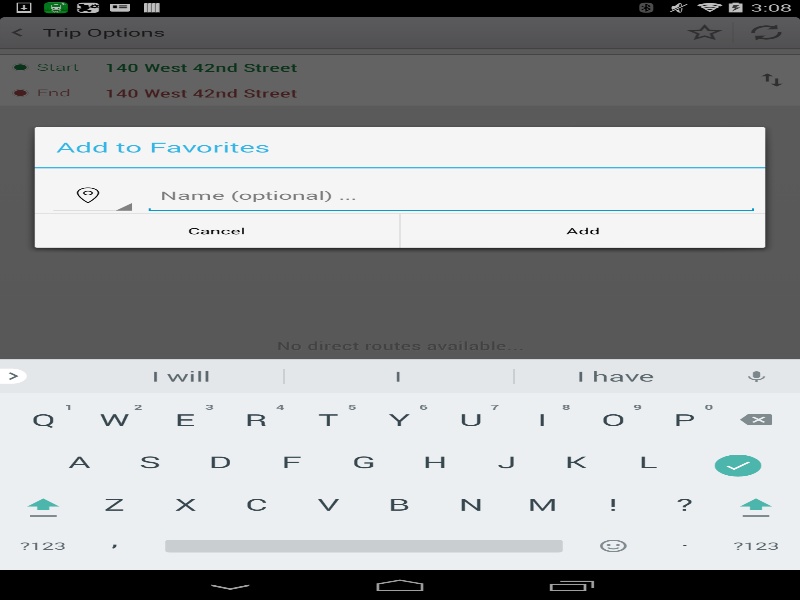 3:08
Trip Options
Start 140 West 42nd Street
End 140 West 42nd Street
Add to Favorites
Name (optional) ...
Cancel Add
No direct routes available...
> I will I I have
1 2 3 4 5 6 7 8 9 0
Q W E R T Y U I O P
A S D F G H J K L
Z X C V B N M ! ?
?123 , . ?123